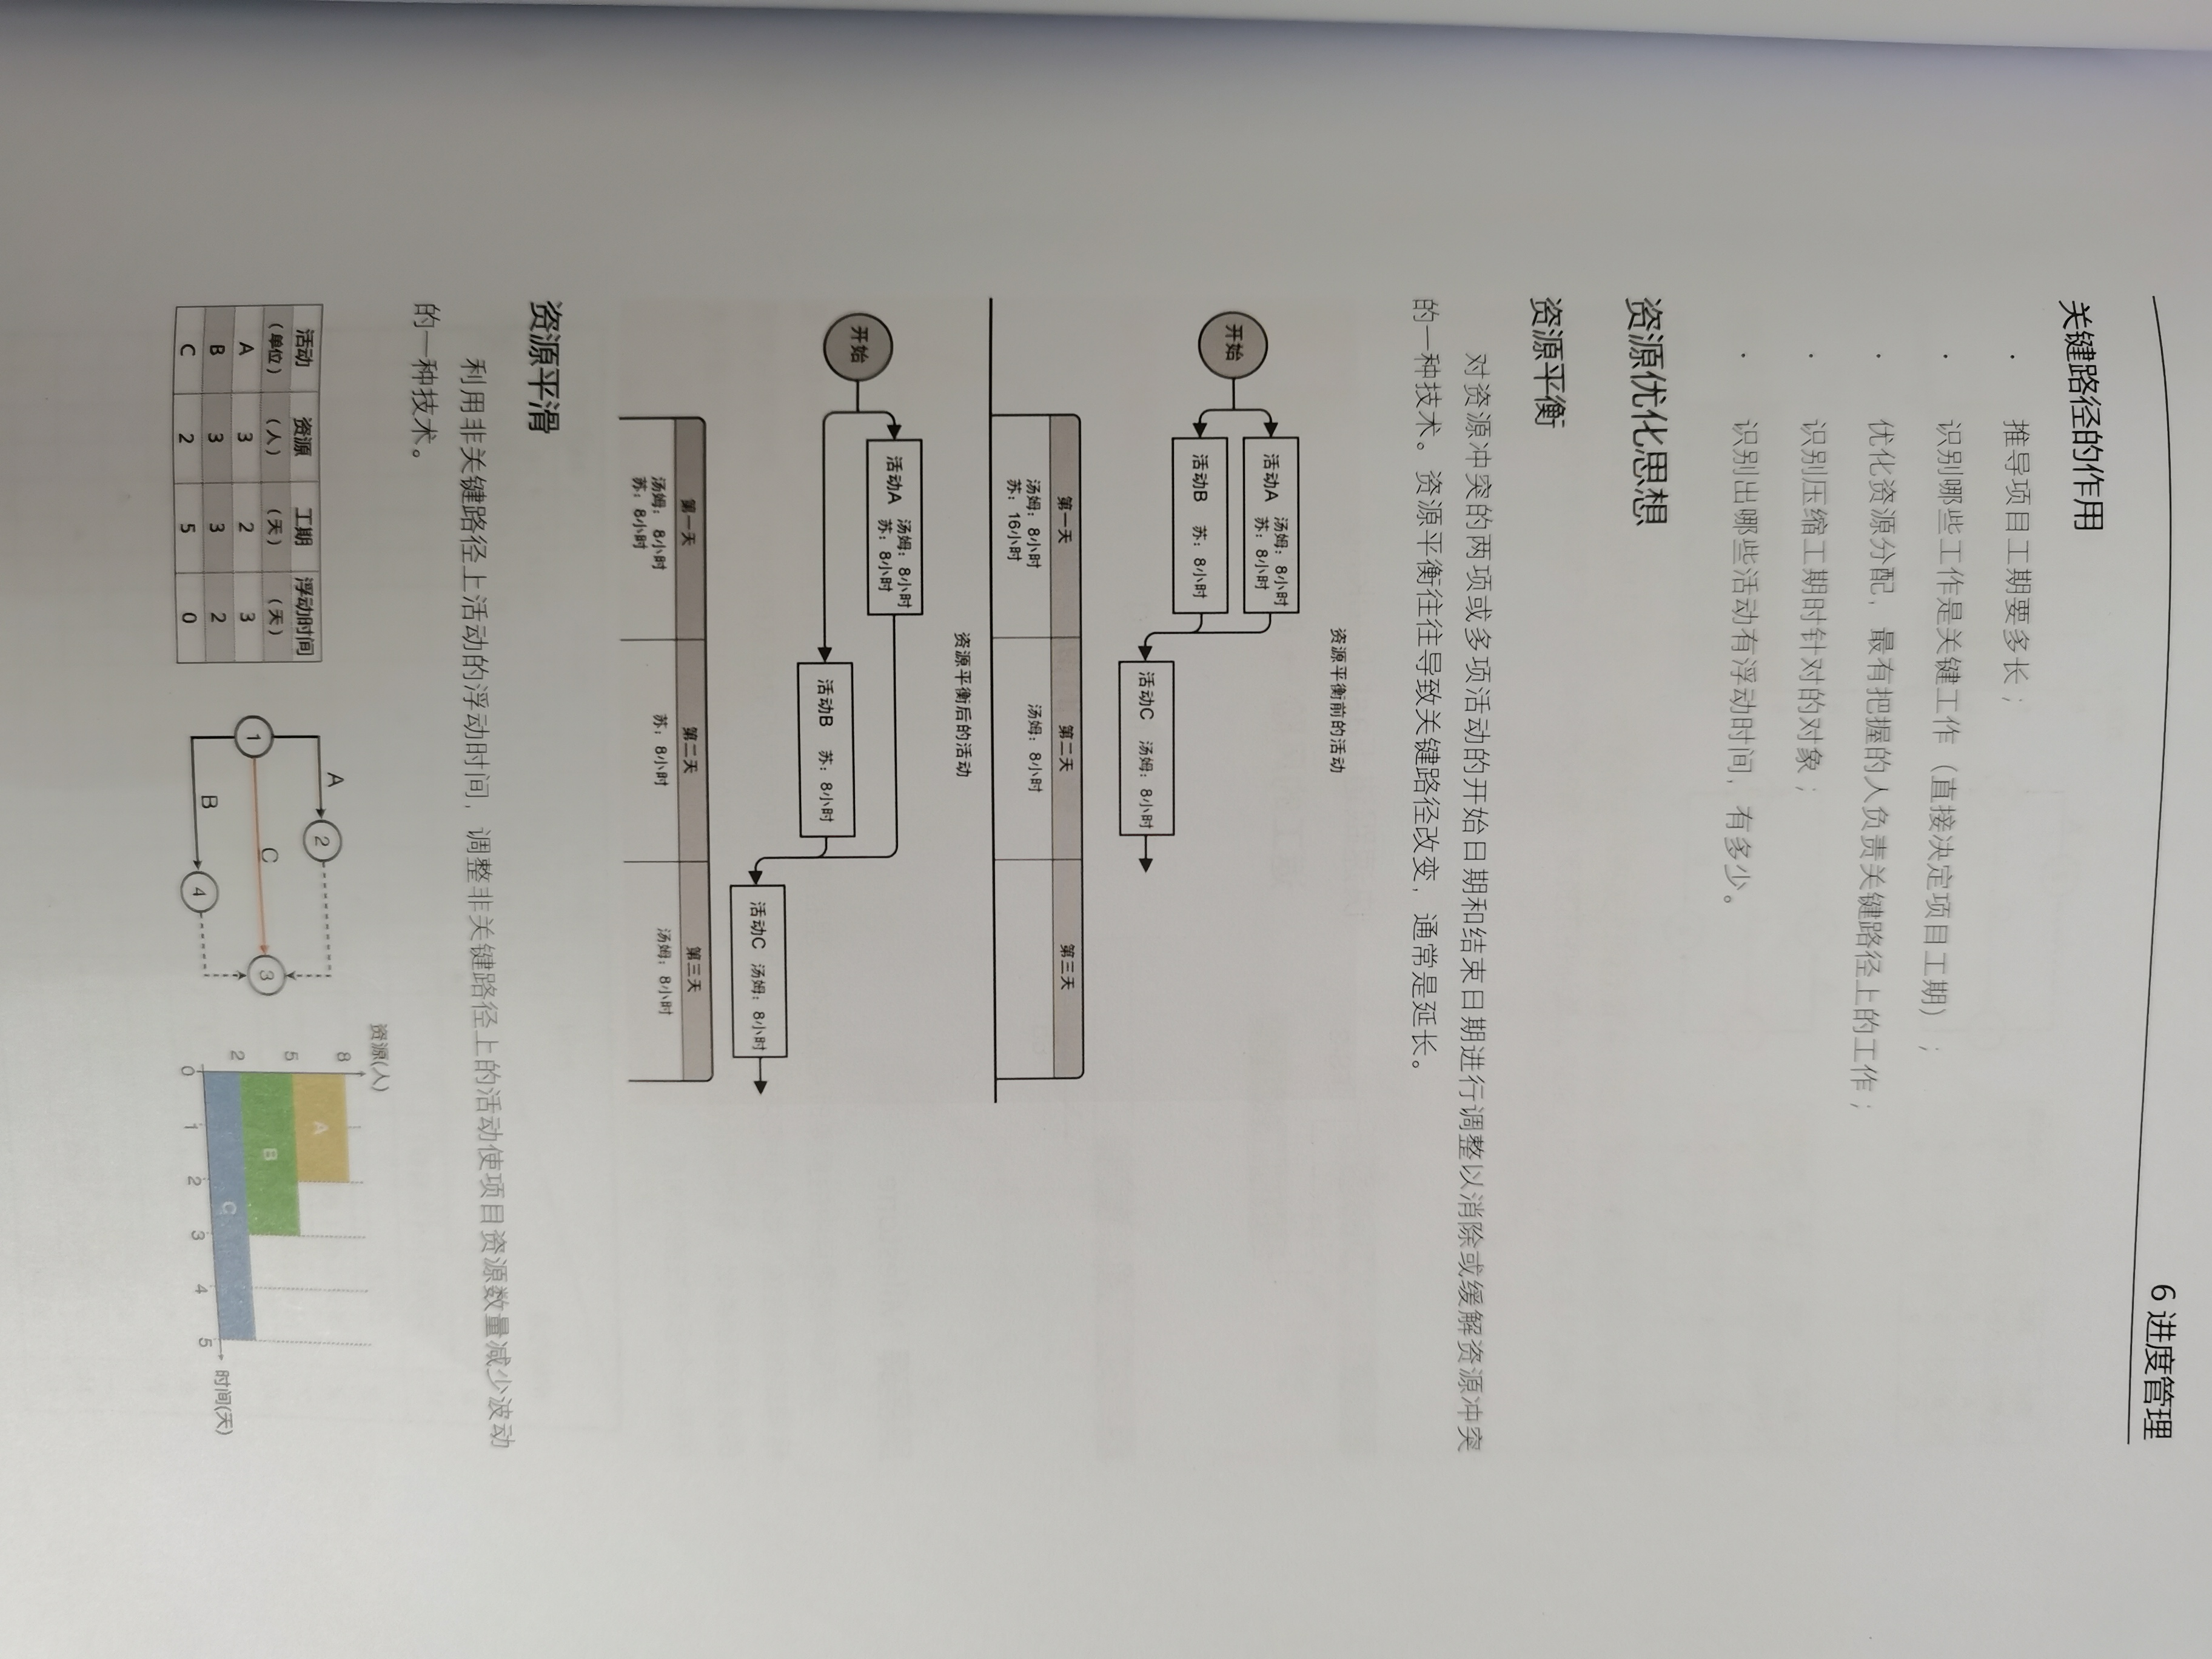 6 进度管理
关键路径的作用
· 推导项目工期要多长；
· 识别哪些工作是关键工作（直接决定项目工期）；
· 优化资源分配，最有把握的人负责关键路径上的工作；
· 识别压缩工期时针对的对象；
· 识别出哪些活动有浮动时间，有多少。
资源优化思想
资源平衡
对资源冲突的两项或多项活动的开始日期和结束日期进行调整以消除或缓解资源冲突
的一种技术。资源平衡往往导致关键路径改变，通常是延长。
资源平衡前的活动
开始
活动A 汤姆：8小时
苏：8小时
活动B 苏：8小时
活动C 汤姆：8小时
第一天 第二天 第三天
汤姆：8小时 汤姆：8小时
苏：16小时
资源平衡后的活动
开始
活动A 汤姆：8小时
苏：8小时
活动B 苏：8小时
活动C 汤姆：8小时
第一天 第二天 第三天
汤姆： 8小时 苏：8小时 汤姆：8小时
苏：8小时
资源平滑
利用非关键路径上活动的浮动时间，调整非关键路径上的活动使项目资源数量减少波动
的一种技术。
活动 资源 工期 浮动时间
（单位） （人） （天） （天）
A 3 2 3
B 3 3 2
C 2 5 0
A
2
C
1
3
B
4
资源(人)
8
A
5
B
2
C
时间(天)
0 1 2 3 4 5